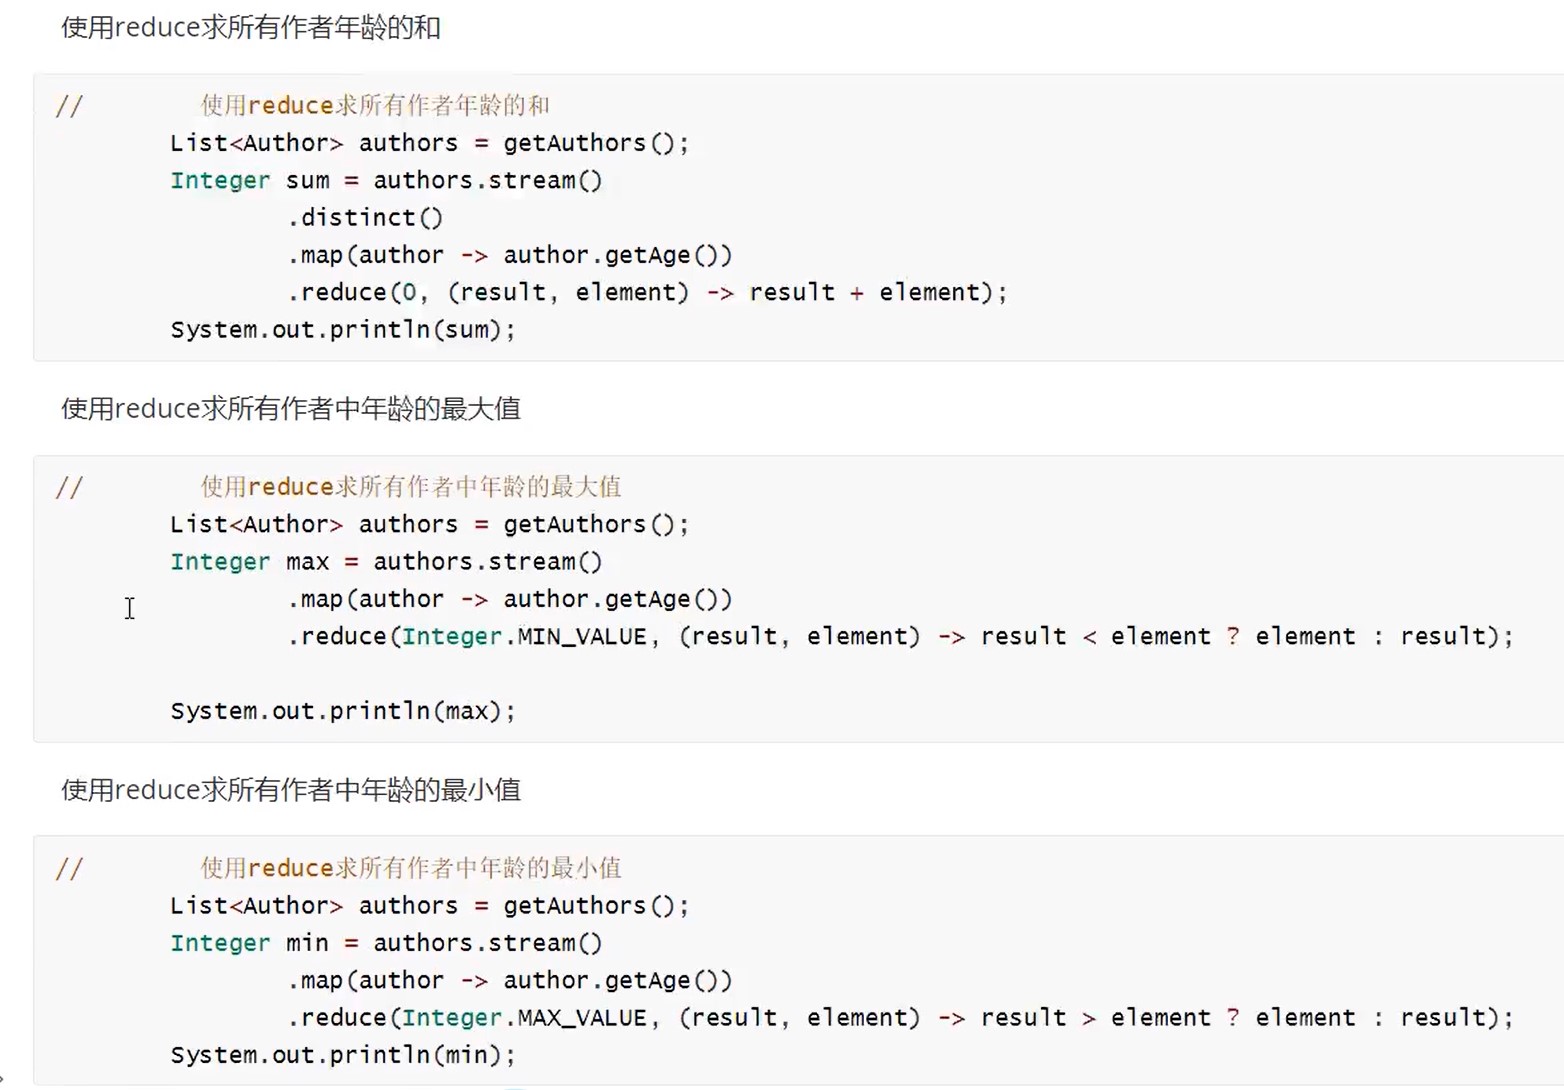 使用reduce求所有作者年龄的和
//        使用reduce求所有作者年龄的和
        List<Author> authors = getAuthors();
        Integer sum = authors.stream()
                .distinct()
                .map(author -> author.getAge())
                .reduce(0, (result, element) -> result + element);
        System.out.println(sum);
使用reduce求所有作者中年龄的最大值
//        使用reduce求所有作者中年龄的最大值
        List<Author> authors = getAuthors();
        Integer max = authors.stream()
                .map(author -> author.getAge())
                .reduce(Integer.MIN_VALUE, (result, element) -> result < element ? element : result);
        System.out.println(max);
使用reduce求所有作者中年龄的最小值
//        使用reduce求所有作者中年龄的最小值
        List<Author> authors = getAuthors();
        Integer min = authors.stream()
                .map(author -> author.getAge())
                .reduce(Integer.MAX_VALUE, (result, element) -> result > element ? element : result);
        System.out.println(min);